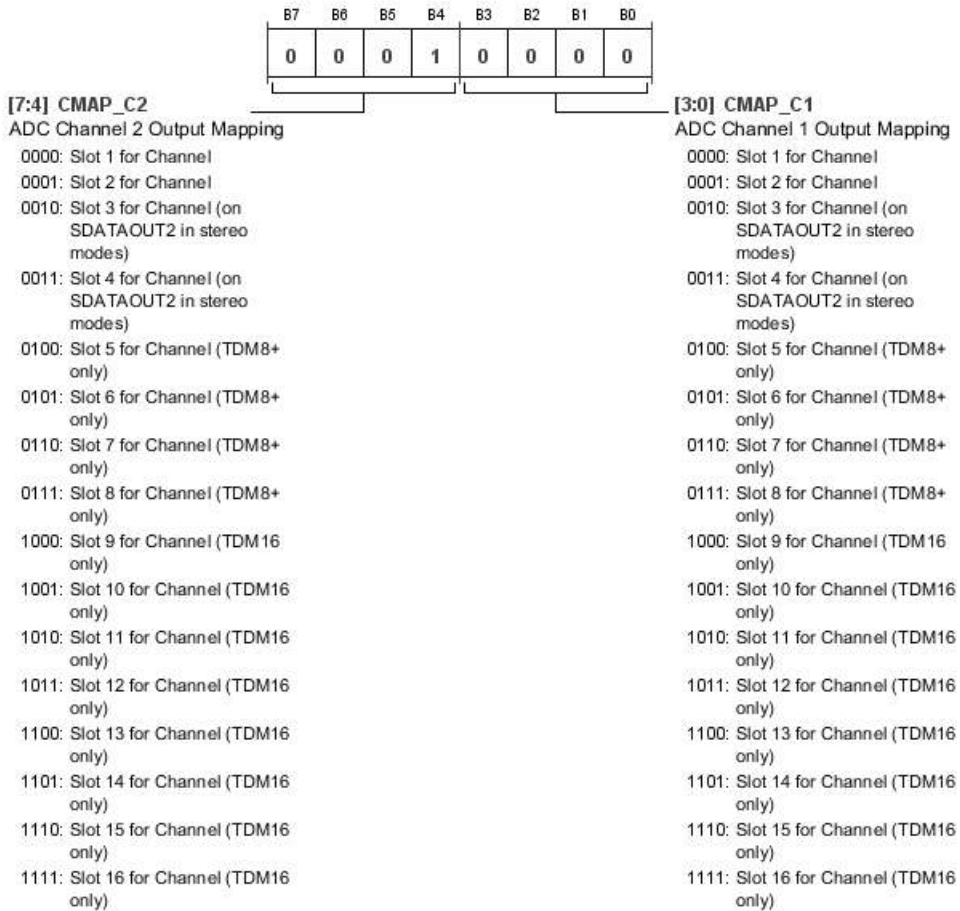 B7 B6 B5 B4 B3 B2 B1 B0
0 0 0 1 0 0 0 0
[7:4] CMAP_C2
ADC Channel 2 Output Mapping
0000: Slot 1 for Channel
0001: Slot 2 for Channel
0010: Slot 3 for Channel (on
SDATAOUT2 in stereo
modes)
0011: Slot 4 for Channel (on
SDATAOUT2 in stereo
modes)
0100: Slot 5 for Channel (TDM8+
only)
0101: Slot 6 for Channel (TDM8+
only)
0110: Slot 7 for Channel (TDM8+
only)
0111: Slot 8 for Channel (TDM8+
only)
1000: Slot 9 for Channel (TDM16
only)
1001: Slot 10 for Channel (TDM16
only)
1010: Slot 11 for Channel (TDM16
only)
1011: Slot 12 for Channel (TDM16
only)
1100: Slot 13 for Channel (TDM16
only)
1101: Slot 14 for Channel (TDM16
only)
1110: Slot 15 for Channel (TDM16
only)
1111: Slot 16 for Channel (TDM16
only)
[3:0] CMAP_C1
ADC Channel 1 Output Mapping
0000: Slot 1 for Channel
0001: Slot 2 for Channel
0010: Slot 3 for Channel (on
SDATAOUT2 in stereo
modes)
0011: Slot 4 for Channel (on
SDATAOUT2 in stereo
modes)
0100: Slot 5 for Channel (TDM8+
only)
0101: Slot 6 for Channel (TDM8+
only)
0110: Slot 7 for Channel (TDM8+
only)
0111: Slot 8 for Channel (TDM8+
only)
1000: Slot 9 for Channel (TDM16
only)
1001: Slot 10 for Channel (TDM16
only)
1010: Slot 11 for Channel (TDM16
only)
1011: Slot 12 for Channel (TDM16
only)
1100: Slot 13 for Channel (TDM16
only)
1101: Slot 14 for Channel (TDM16
only)
1110: Slot 15 for Channel (TDM16
only)
1111: Slot 16 for Channel (TDM16
only)